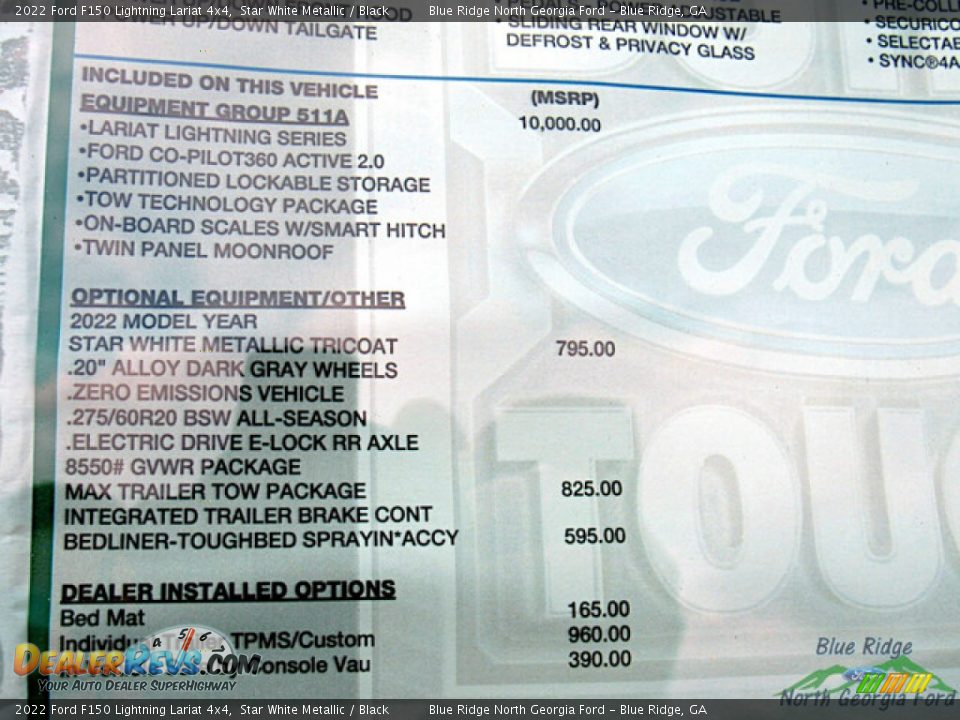 2022 Ford F150 Lightning Lariat 4x4, Star White Metallic / Black Blue Ridge North Georgia Ford - Blue Ridge, GA
POWER UP/DOWN TAILGATE
SLIDING REAR WINDOW W/
DEFROST & PRIVACY GLASS
• PRE-COLL
• SECURICO
• SELECTAB
• SYNC®4A
INCLUDED ON THIS VEHICLE
(MSRP)
EQUIPMENT GROUP 511A 10,000.00
•LARIAT LIGHTNING SERIES
•FORD CO-PILOT360 ACTIVE 2.0
•PARTITIONED LOCKABLE STORAGE
•TOW TECHNOLOGY PACKAGE
•ON-BOARD SCALES W/SMART HITCH
•TWIN PANEL MOONROOF
Ford
OPTIONAL EQUIPMENT/OTHER
2022 MODEL YEAR
STAR WHITE METALLIC TRICOAT 795.00
.20" ALLOY DARK GRAY WHEELS
.ZERO EMISSIONS VEHICLE
.275/60R20 BSW ALL-SEASON
.ELECTRIC DRIVE E-LOCK RR AXLE
8550# GVWR PACKAGE
MAX TRAILER TOW PACKAGE 825.00
INTEGRATED TRAILER BRAKE CONT
BEDLINER-TOUGHBED SPRAYIN*ACCY 595.00
TOU
DEALER INSTALLED OPTIONS
Bed Mat 165.00
TPMS/Custom 960.00
Console Vau 390.00
DealerRevs.com
Your Auto Dealer SuperHighway
Blue Ridge
North Georgia Ford
2022 Ford F150 Lightning Lariat 4x4, Star White Metallic / Black Blue Ridge North Georgia Ford - Blue Ridge, GA